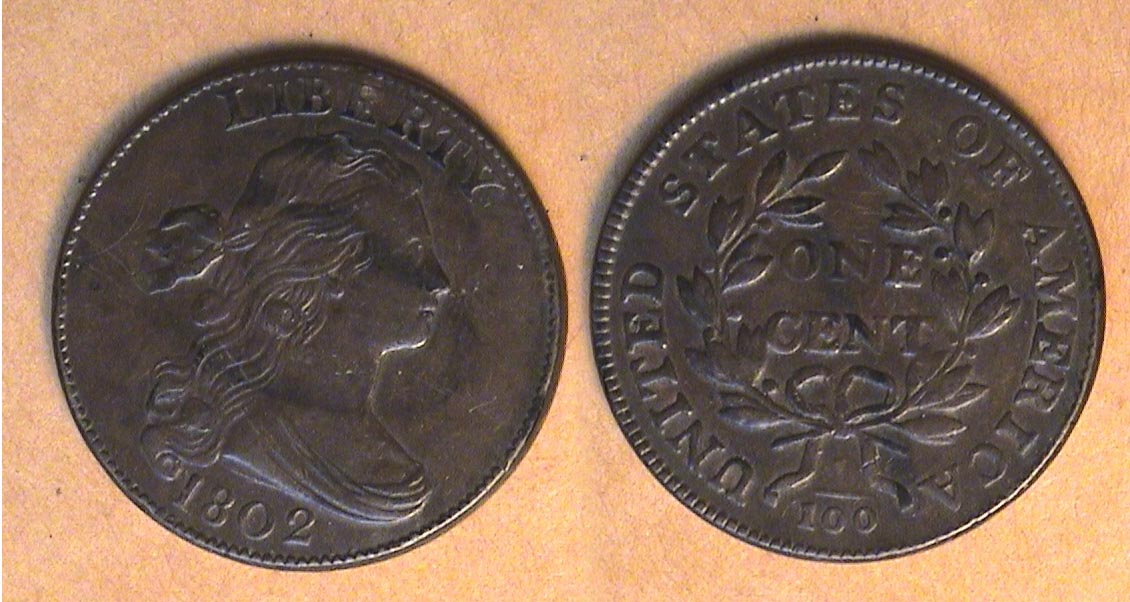 LIBERTY
1802
UNITED STATES OF AMERICA
ONE
CENT
1
100